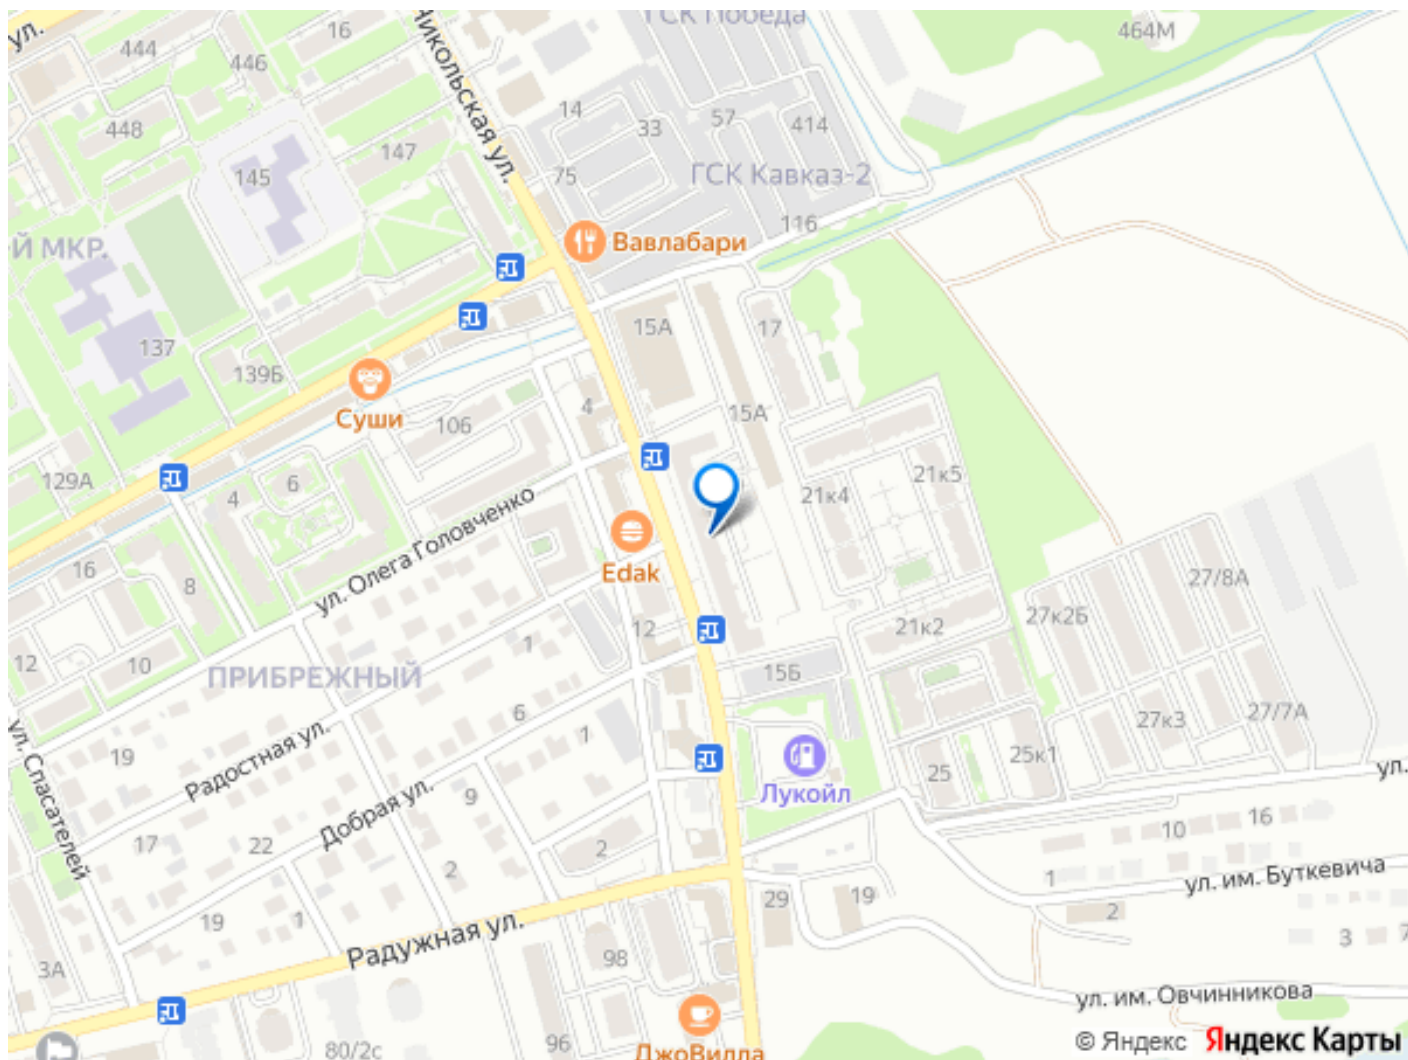 ГСК Победа
ул.
444
16
464М
446
Никольская ул.
14
57
448
33
414
147
145
75
ГСК Кавказ-2
116
Й МКР.
Вавлабари
15А
17
137
139Б
Суши
4
15А
106
129А
6
4
21к4
21к5
ул. Олега Головченко
16
8
Edak
27/8А
27к2Б
12
21к2
1
12
10
ПРИБРЕЖНЫЙ
15Б
6
27к3
27/7А
1
ул. Спасателей
19
Радостная ул.
25
25к1
Лукойл
ул.
9
Добрая ул.
16
10
17
22
2
2
1
ул. им. Буткевича
19
1
29
19
2
Радужная ул.
3
7
3А
98
ул. им. Овчинникова
80/2с
96
ДжоВилла
© Яндекс Яндекс Карты